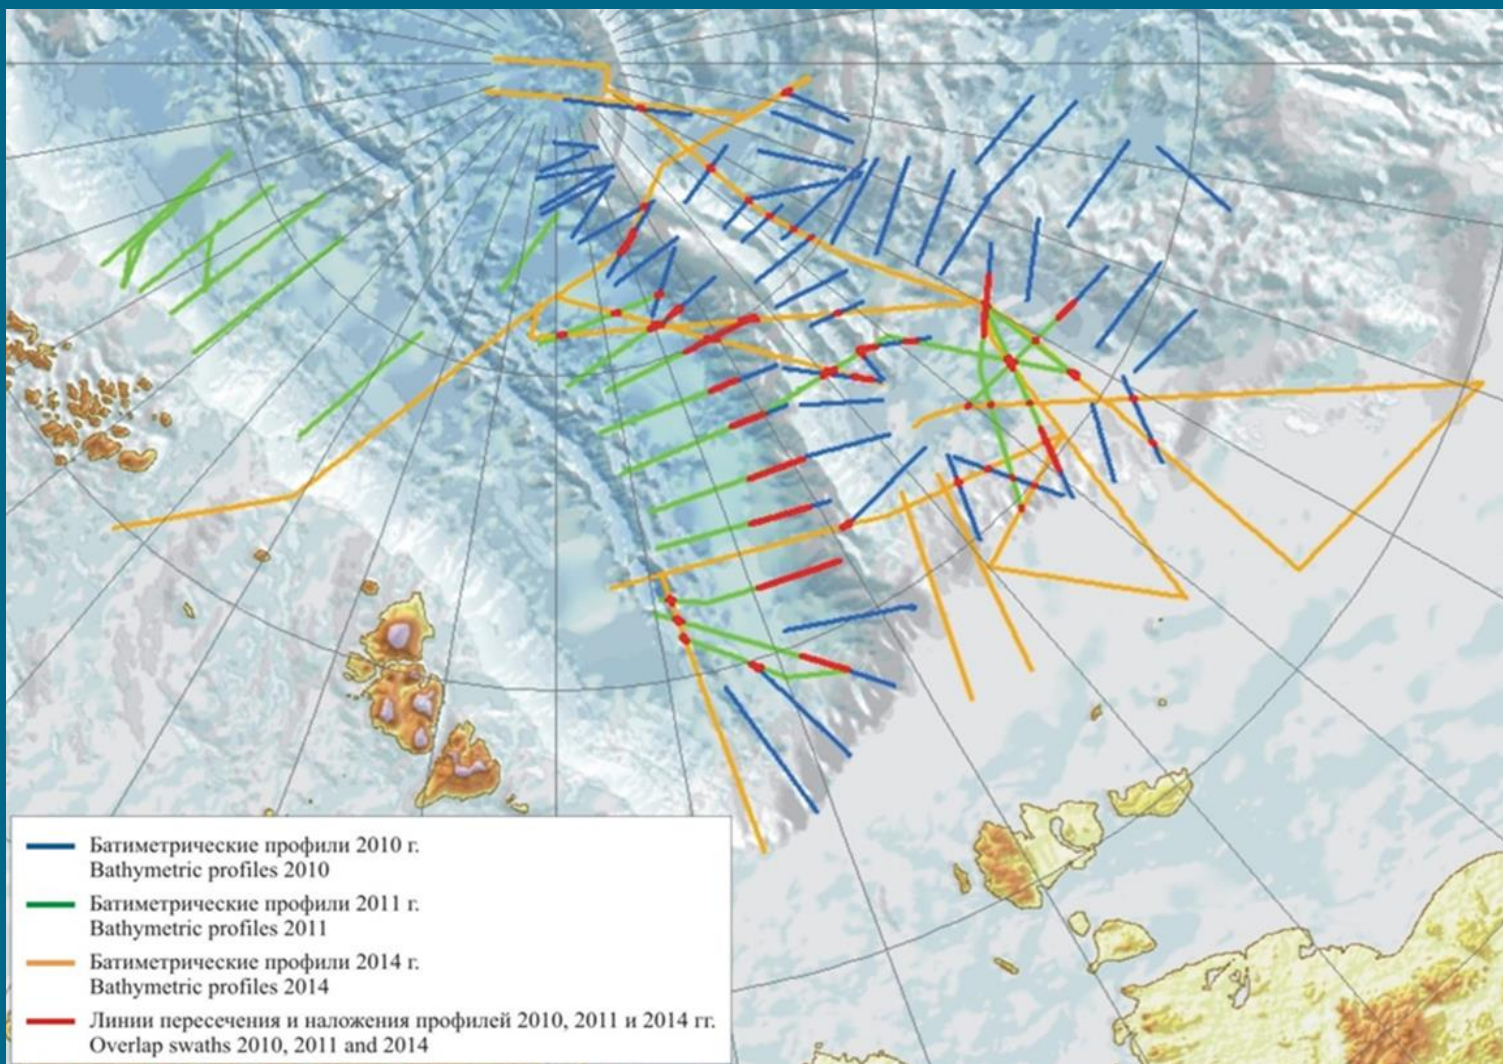 Батиметрические профили 2010 г.
Bathymetric profiles 2010
Батиметрические профили 2011 г.
Bathymetric profiles 2011
Батиметрические профили 2014 г.
Bathymetric profiles 2014
Линии пересечения и наложения профилей 2010, 2011 и 2014 гг.
Overlap swaths 2010, 2011 and 2014